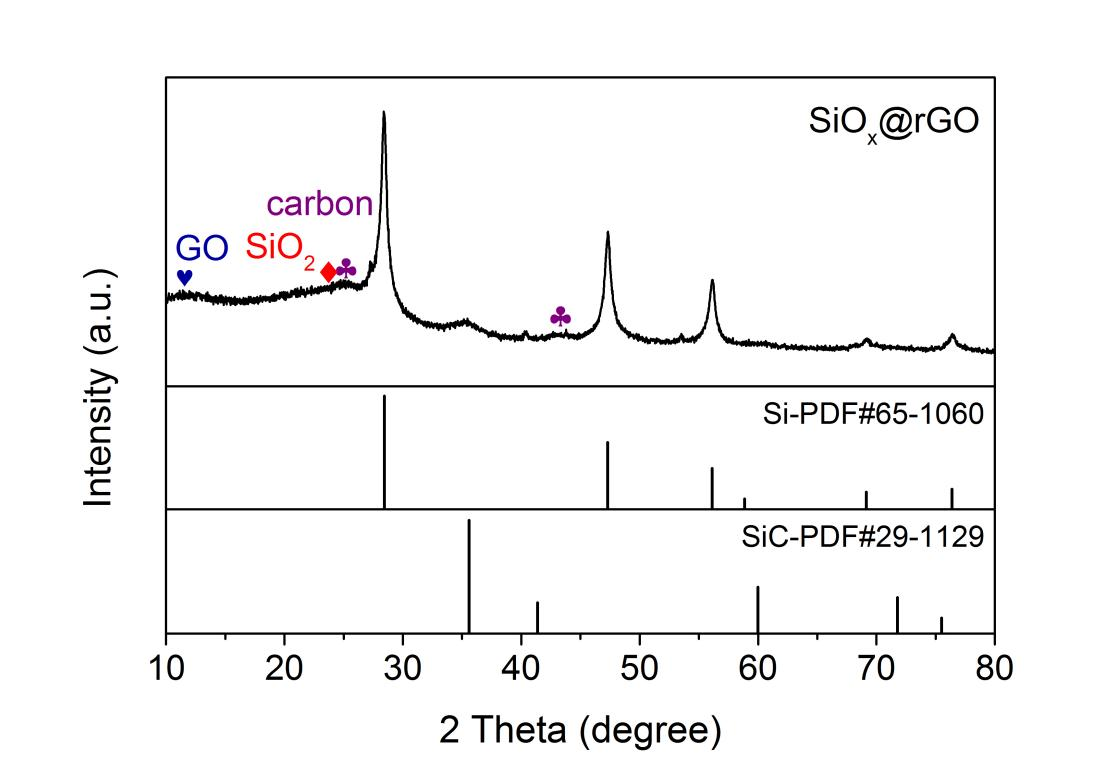 SiOx@rGO
carbon
GO
SiO2
Intensity (a.u.)
Si-PDF#65-1060
SiC-PDF#29-1129
10 20 30 40 50 60 70 80
2 Theta (degree)